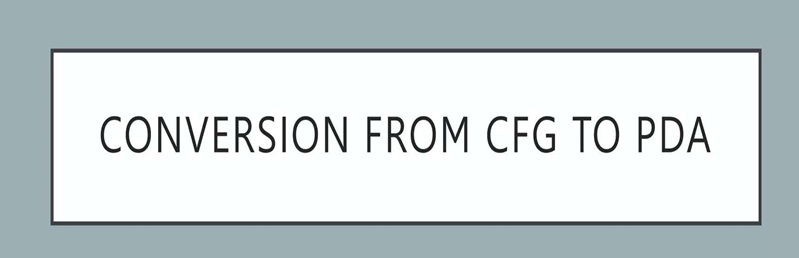 CONVERSION FROM CFG TO PDA